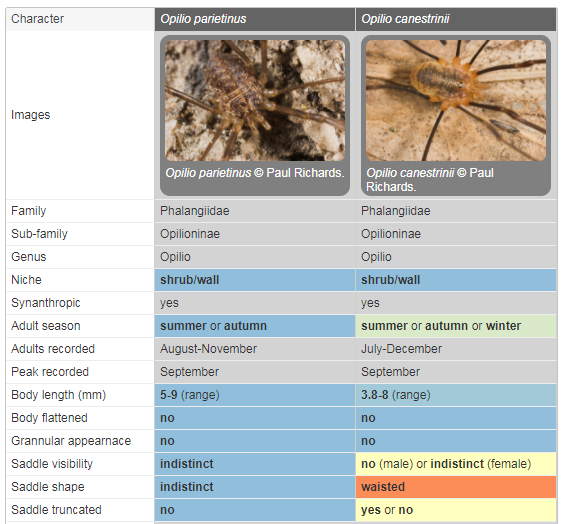 Character Opilio parietinus Opilio canestrinii
Images
Opilio parietinus © Paul Richards.
Opilio canestrinii © Paul
Richards.
Family Phalangiidae Phalangiidae
Sub-family Opilioninae Opilioninae
Genus Opilio Opilio
Niche shrub/wall shrub/wall
Synanthropic yes yes
Adult season summer or autumn summer or autumn or winter
Adults recorded August-November July-December
Peak recorded September September
Body length (mm) 5-9 (range) 3.8-8 (range)
Body flattened no no
Grannular appearnace no no
Saddle visibility indistinct no (male) or indistinct (female)
Saddle shape indistinct waisted
Saddle truncated no yes or no